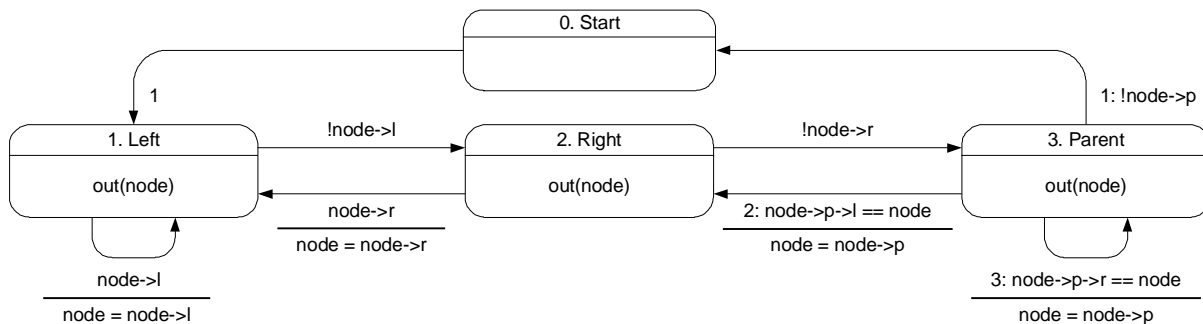 0. Start
1
1: !node->p
1. Left
!node->l
2. Right
!node->r
3. Parent
out(node)
out(node)
out(node)
node->r
node = node->r
2: node->p->l == node
node = node->p
node->l
node = node->l
3: node->p->r == node
node = node->p